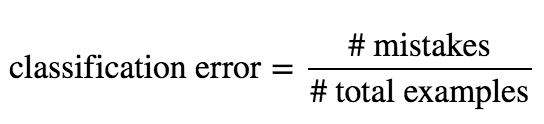 classification error = # mistakes / # total examples